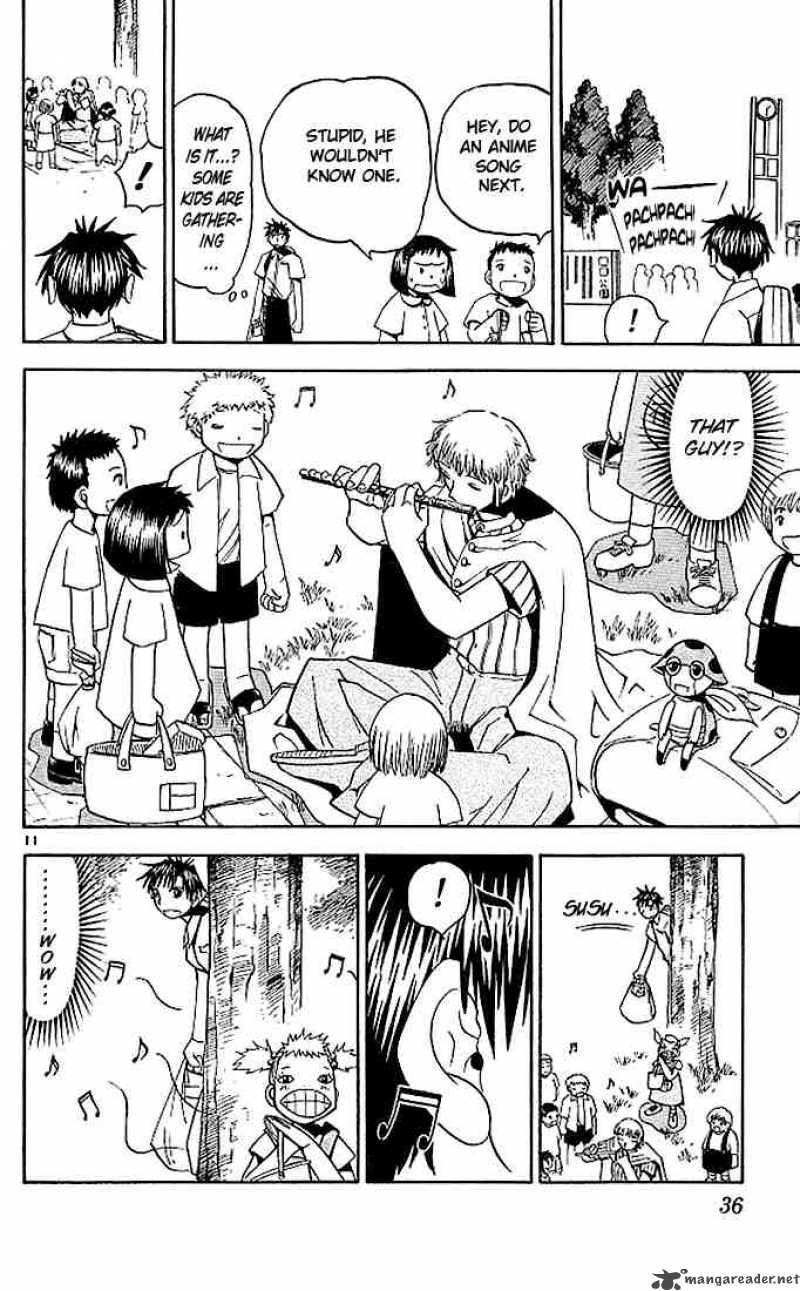 WA
PACHPACHI
PACHPACHI
!
HEY, DO
AN ANIME
SONG
NEXT.
STUPID, HE
WOULDN'T
KNOW ONE.
WHAT
IS IT...?
SOME
KIDS ARE
GATHER-
ING
...
!
THAT
GUY!?
11
SUSU...
!
.........WOW....
36
mangareader.net